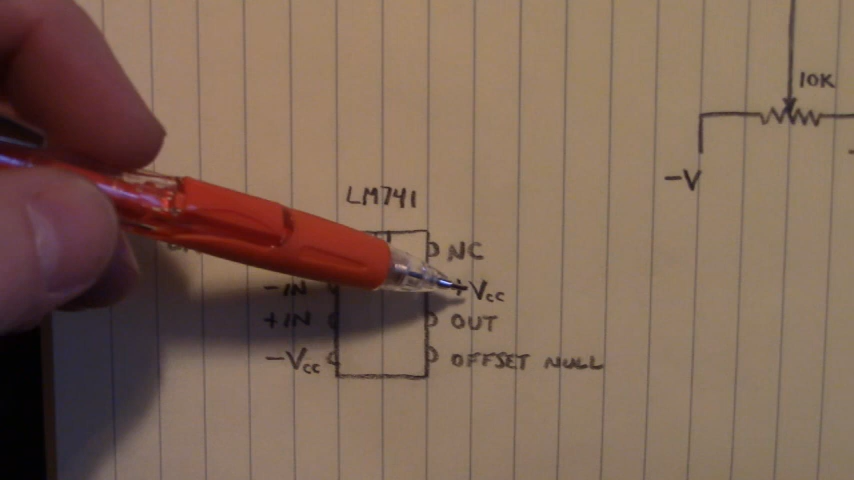 10K
-V
LM741
NC
-IN
+Vcc
+IN
OUT
-Vcc
OFFSET NULL